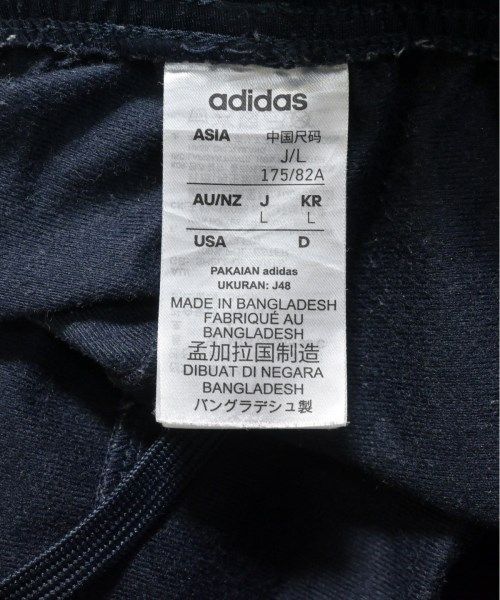 adidas
ASIA 中国尺码
J/L
175/82A
AU/NZ J KR
L L
USA D
PAKAIAN adidas
UKURAN: J48
MADE IN BANGLADESH
FABRIQUÉ AU
BANGLADESH
孟加拉国制造
DIBUAT DI NEGARA
BANGLADESH
バングラデシュ製